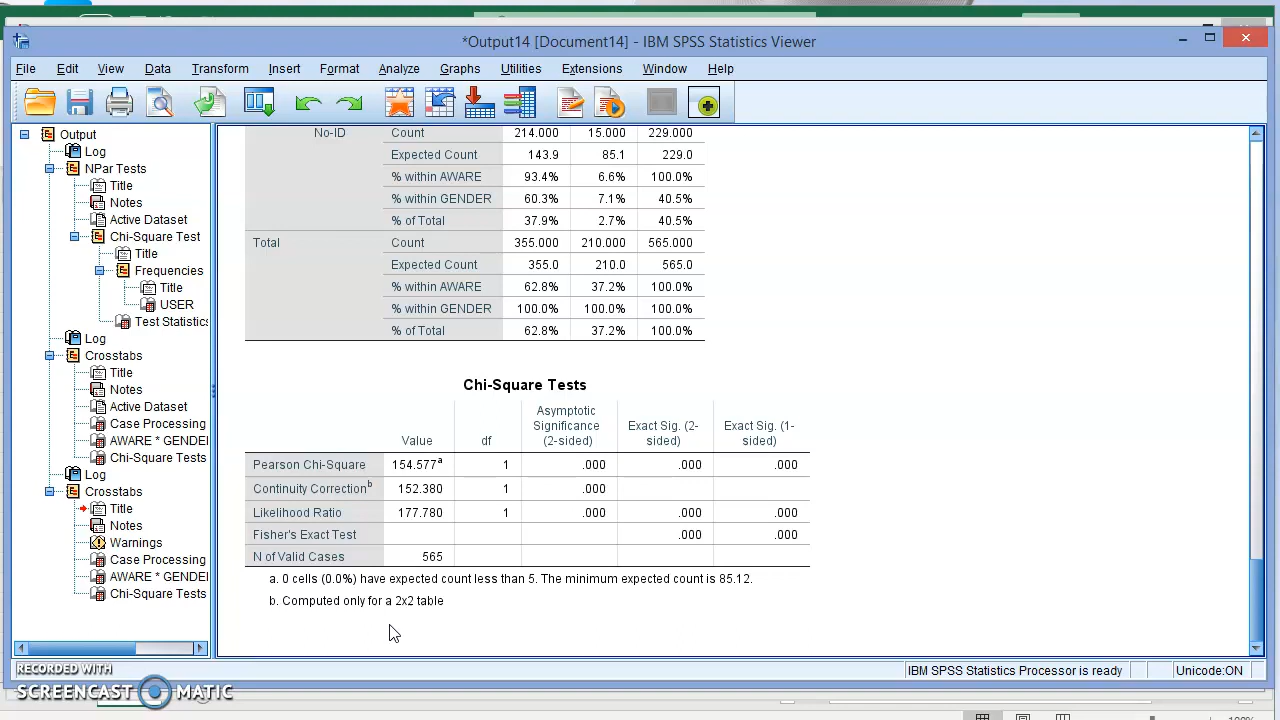 *Output14 [Document14] - IBM SPSS Statistics Viewer
File Edit View Data Transform Insert Format Analyze Graphs Utilities Extensions Window Help
Output
Log
NPar Tests
Title
Notes
Active Dataset
Chi-Square Test
Title
Frequencies
Title
USER
Test Statistics
Log
Crosstabs
Title
Notes
Active Dataset
Case Processing
AWARE * GENDE
Chi-Square Tests
Log
Crosstabs
Title
Notes
Warnings
Case Processing
AWARE * GENDE
Chi-Square Tests
No-ID Count 214.000 15.000 229.000
Expected Count 143.9 85.1 229.0
% within AWARE 93.4% 6.6% 100.0%
% within GENDER 60.3% 7.1% 40.5%
% of Total 37.9% 2.7% 40.5%
Total Count 355.000 210.000 565.000
Expected Count 355.0 210.0 565.0
% within AWARE 62.8% 37.2% 100.0%
% within GENDER 100.0% 100.0% 100.0%
% of Total 62.8% 37.2% 100.0%
Chi-Square Tests
Value df Asymptotic Significance (2-sided) Exact Sig. (2-sided) Exact Sig. (1-sided)
Pearson Chi-Square 154.577a 1 .000 .000 .000
Continuity Correctionb 152.380 1 .000
Likelihood Ratio 177.780 1 .000 .000 .000
Fisher's Exact Test .000 .000
N of Valid Cases 565
a. 0 cells (0.0%) have expected count less than 5. The minimum expected count is 85.12.
b. Computed only for a 2x2 table
IBM SPSS Statistics Processor is ready Unicode:ON
RECORDED WITH
SCREENCAST MATIC